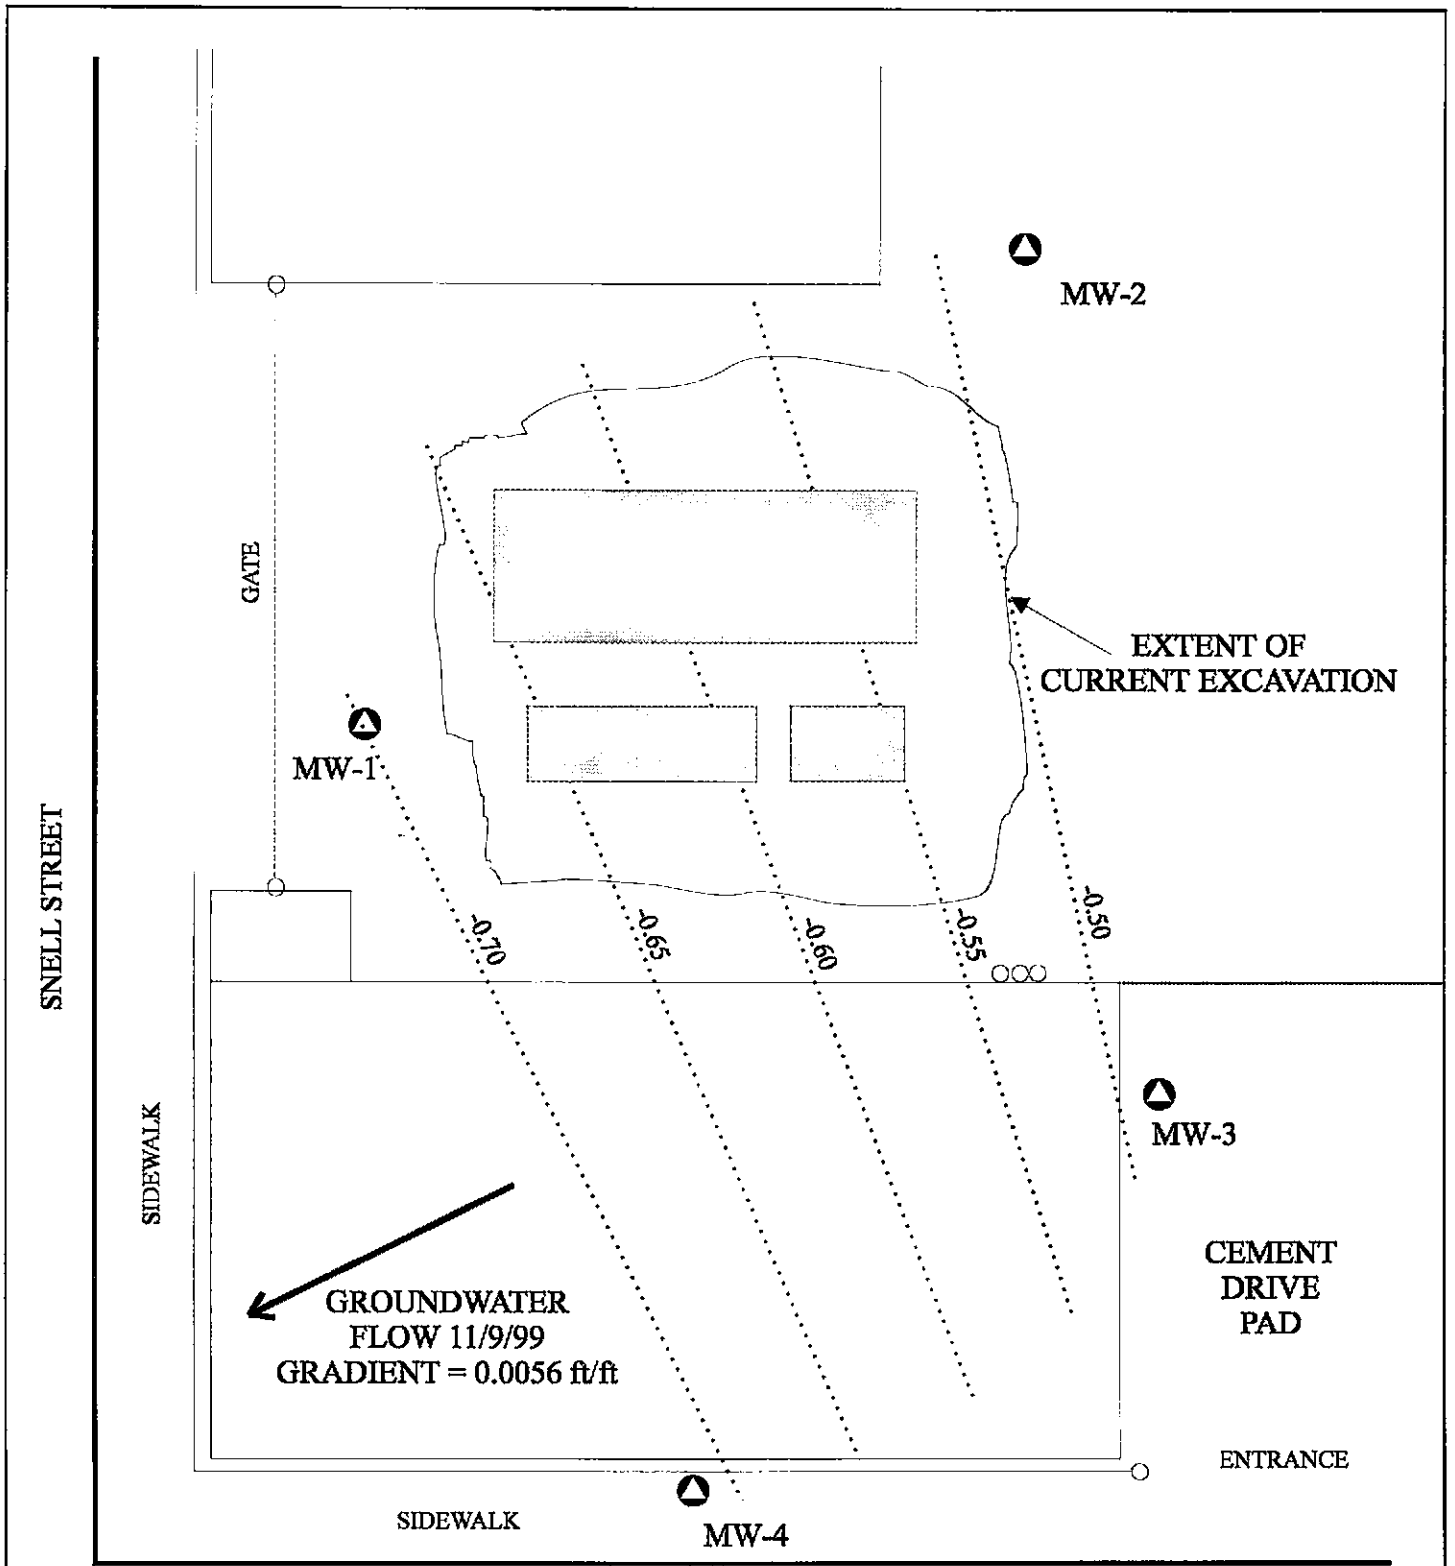 MW-2
GATE
EXTENT OF
CURRENT EXCAVATION
MW-1
SNELL STREET
-0.70
-0.65
-0.60
-0.55
-0.50
SIDEWALK
MW-3
GROUNDWATER
FLOW 11/9/99
GRADIENT = 0.0056 ft/ft
CEMENT
DRIVE
PAD
ENTRANCE
SIDEWALK
MW-4